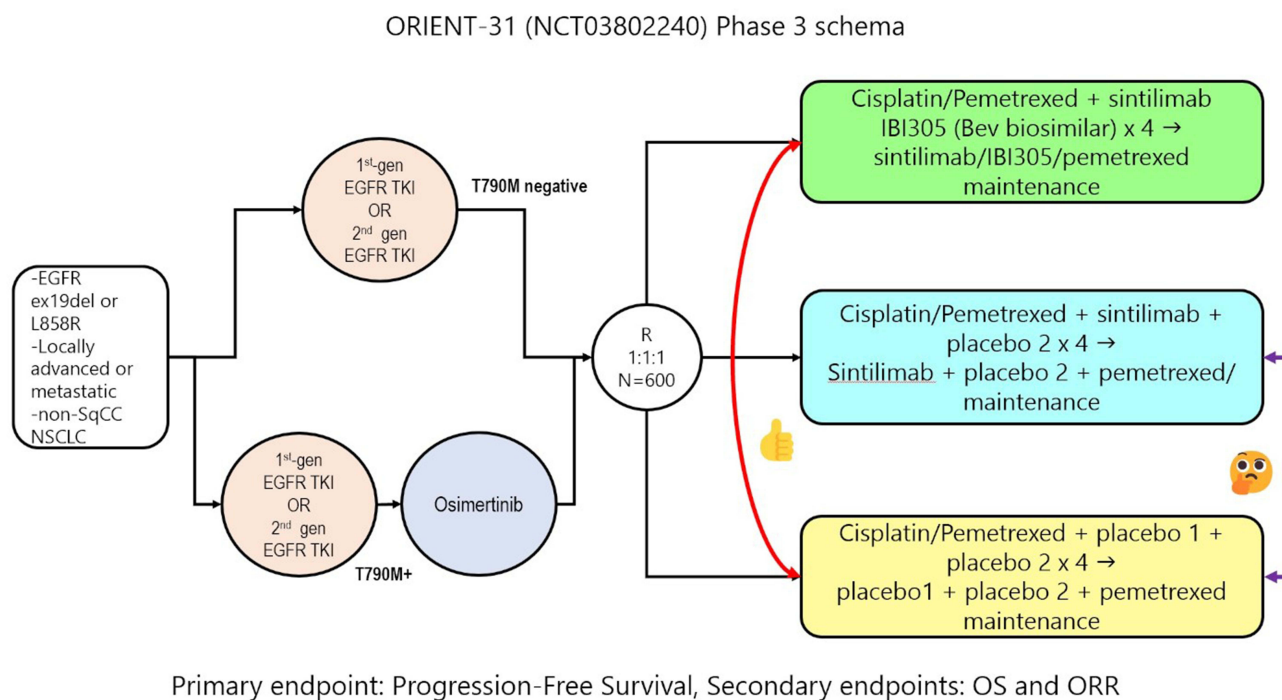 ORIENT-31 (NCT03802240) Phase 3 schema
-EGFR
ex19del or
L858R
-Locally
advanced or
metastatic
-non-SqCC
NSCLC
1st-gen
EGFR TKI
OR
2nd gen
EGFR TKI
T790M negative
1st-gen
EGFR TKI
OR
2nd gen
EGFR TKI
T790M+
Osimertinib
R
1:1:1
N=600
Cisplatin/Pemetrexed + sintilimab
IBI305 (Bev biosimilar) x 4 →
sintilimab/IBI305/pemetrexed
maintenance
Cisplatin/Pemetrexed + sintilimab +
placebo 2 x 4 →
Sintilimab + placebo 2 + pemetrexed/
maintenance
Cisplatin/Pemetrexed + placebo 1 +
placebo 2 x 4 →
placebo1 + placebo 2 + pemetrexed
maintenance
Primary endpoint: Progression-Free Survival, Secondary endpoints: OS and ORR